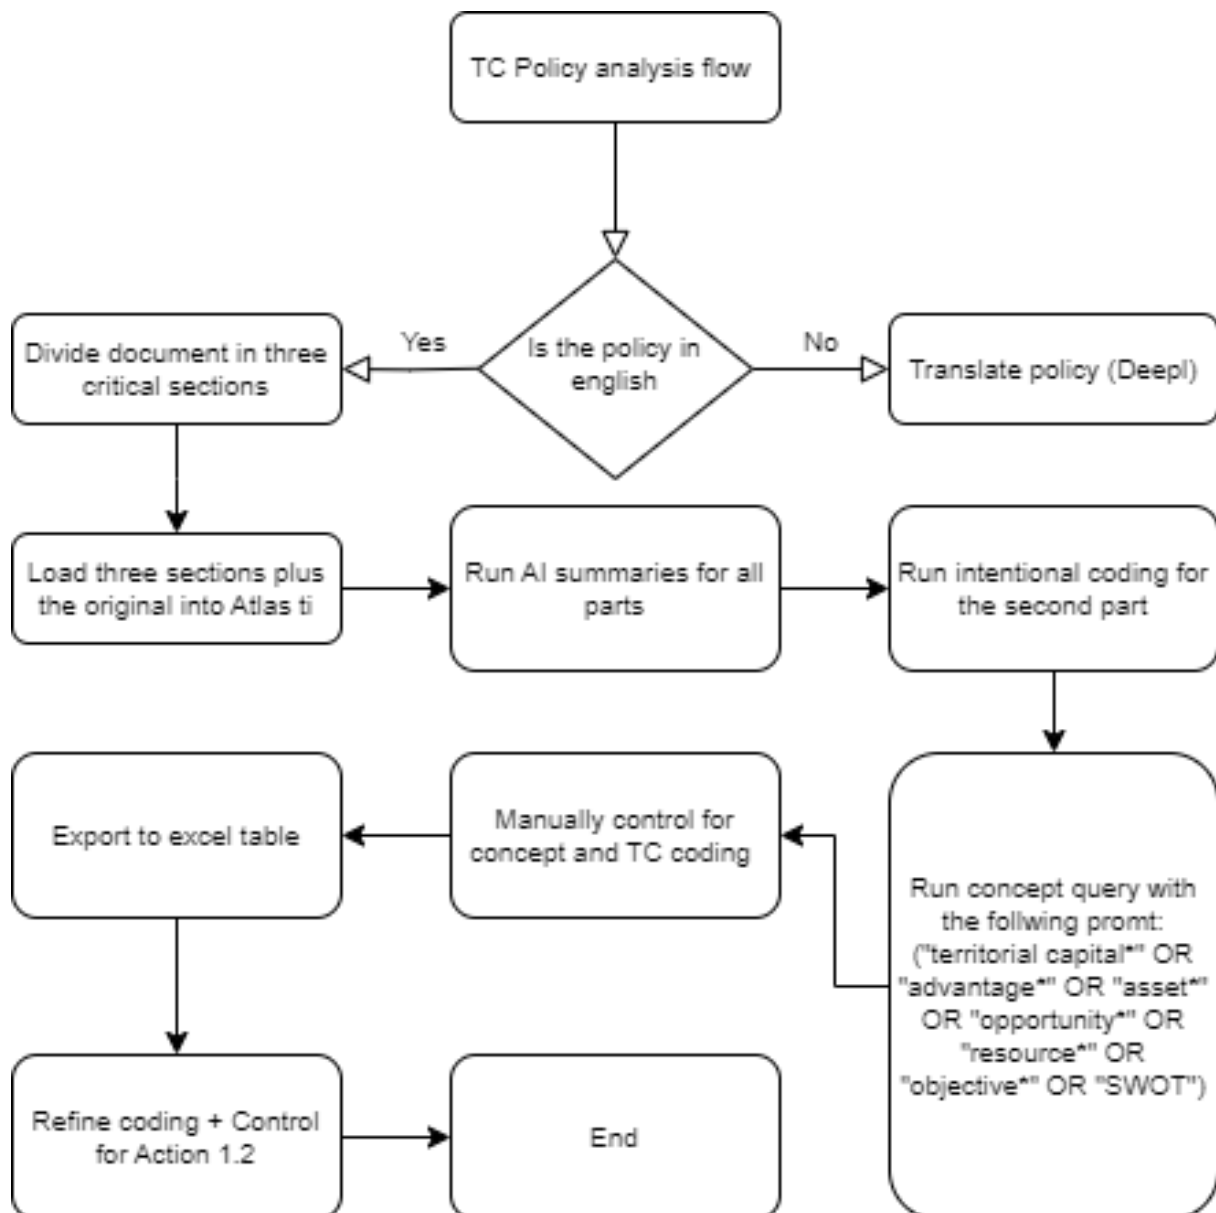 TC Policy analysis flow
Is the policy in
english
Yes
No
Divide document in three
critical sections
Translate policy (Deepl)
Load three sections plus
the original into Atlas ti
Run AI summaries for all
parts
Run intentional coding for
the second part
Run concept query with
the follwing promt:
("territorial capital*" OR
"advantage*" OR "asset*"
OR "opportunity*" OR
"resource*" OR
"objective*" OR "SWOT")
Manually control for
concept and TC coding
Export to excel table
Refine coding + Control
for Action 1.2
End